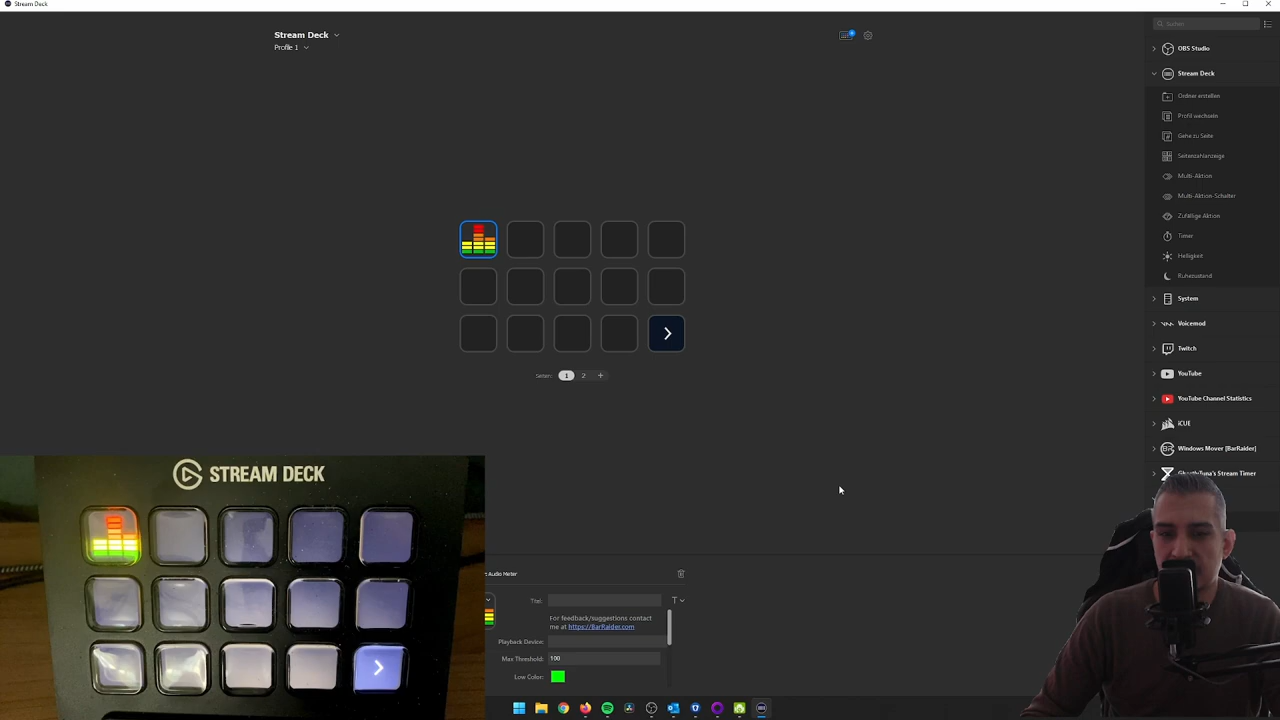 Stream Deck
Stream Deck
Profile 1
Suchen
OBS Studio
Stream Deck
Ordner erstellen
Profil wechseln
Gehe zu Seite
Seitenzahlanzeige
Multi-Aktion
Multi-Aktion-Schalter
Zufällige Aktion
Timer
Helligkeit
Ruhezustand
System
Voicemod
Twitch
YouTube
YouTube Channel Statistics
iCUE
Windows Mover [BarRaider]
Stream Timer
Seiten:
1
2
+
STREAM DECK
Audio Meter
Titel:
T
For feedback/suggestions contact
me at https://BarRaider.com
Playback Device:
Max Threshold:
100
Low Color: